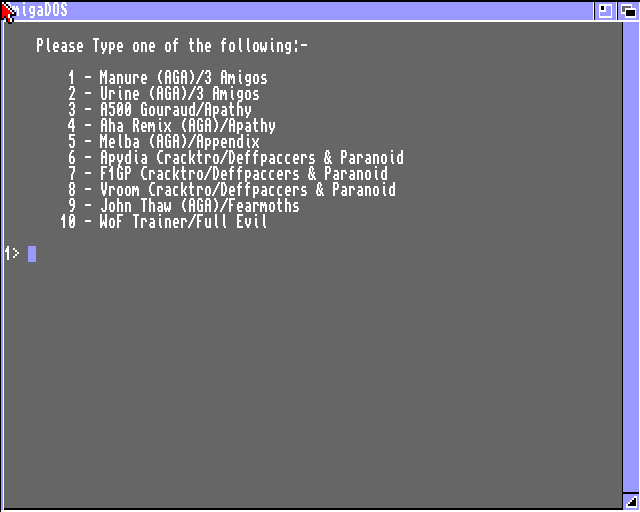 AmigaDOS
Please Type one of the following:-
1 - Manure (AGA)/3 Amigos
2 - Urine (AGA)/3 Amigos
3 - A500 Gouraud/Apathy
4 - Aha Remix (AGA)/Apathy
5 - Melba (AGA)/Appendix
6 - Apydia Cracktro/Deffpaccers & Paranoid
7 - F1GP Cracktro/Deffpaccers & Paranoid
8 - Vroom Cracktro/Deffpaccers & Paranoid
9 - John Thaw (AGA)/Fearmoths
10 - WoF Trainer/Full Evil
1>